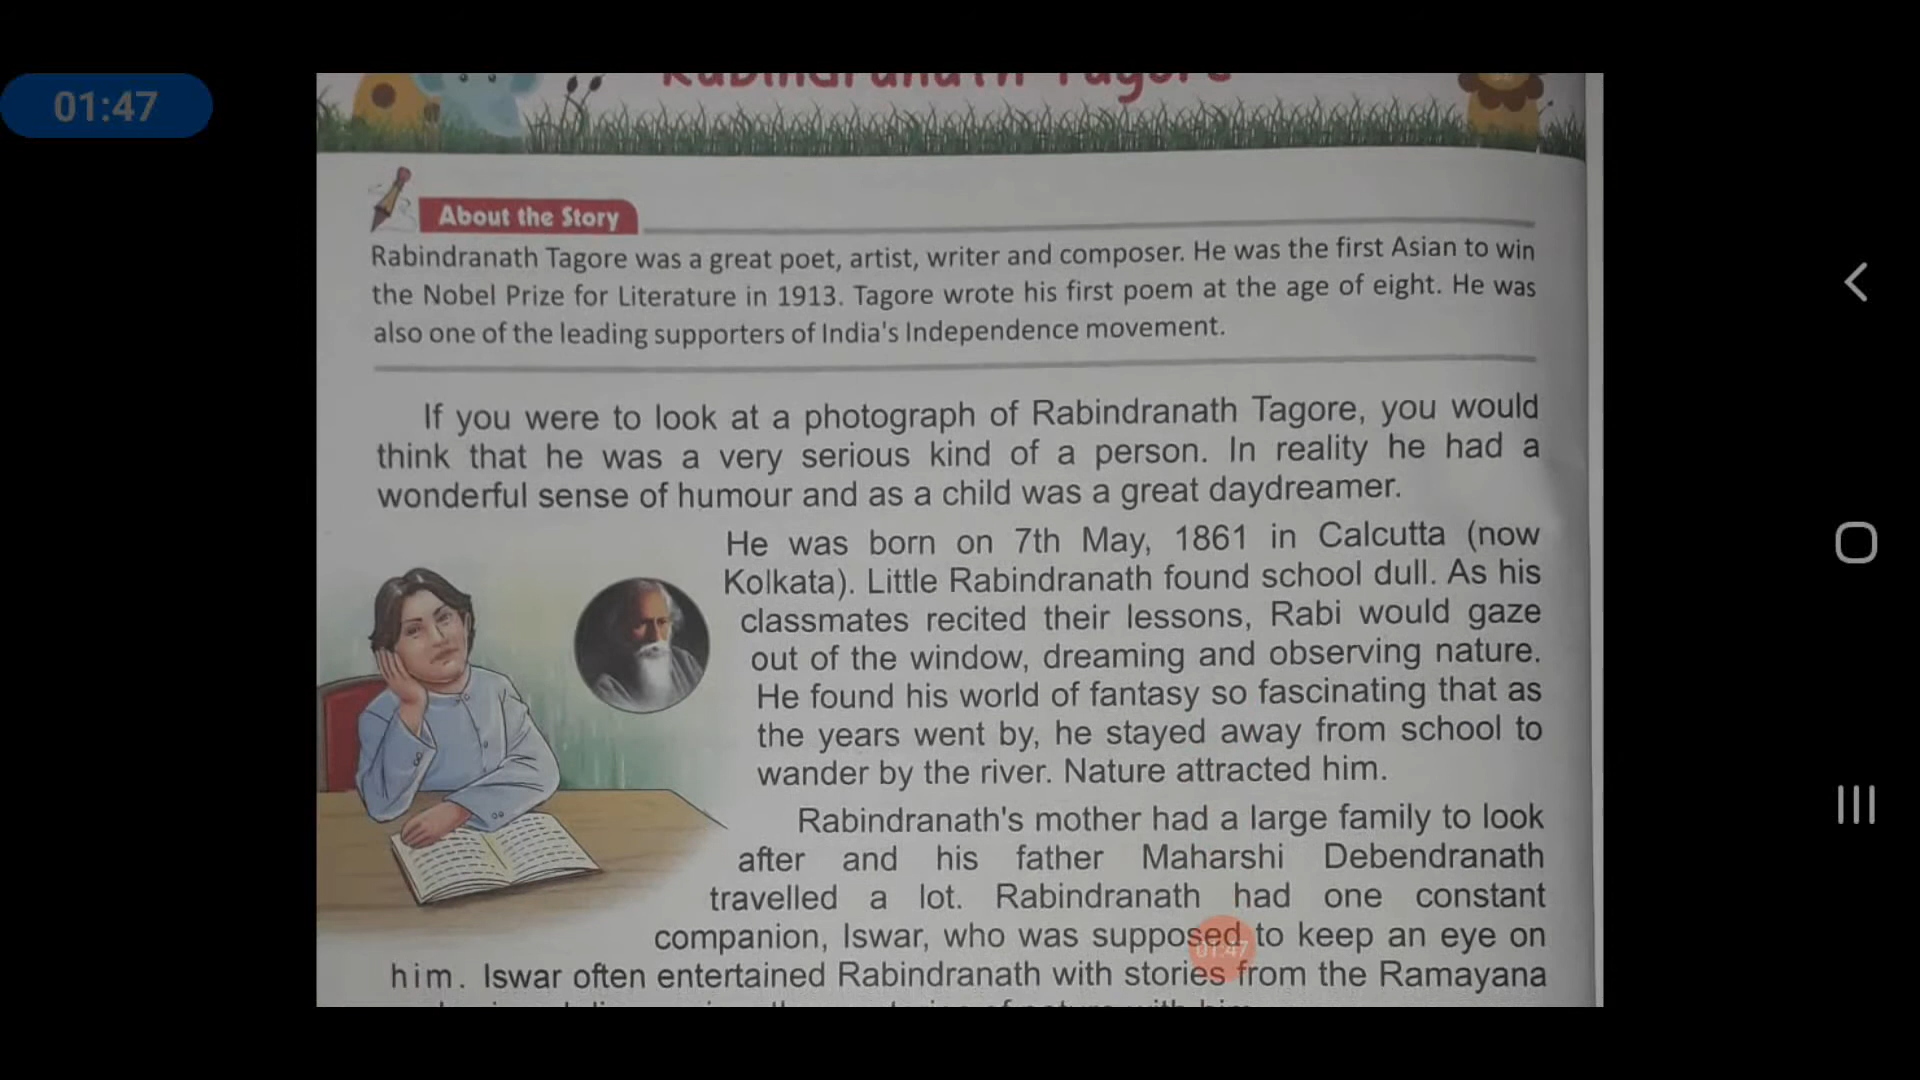 01:47
Rabindranath Tagore
About the Story
Rabindranath Tagore was a great poet, artist, writer and composer. He was the first Asian to win
the Nobel Prize for Literature in 1913. Tagore wrote his first poem at the age of eight. He was
also one of the leading supporters of India's Independence movement.
If you were to look at a photograph of Rabindranath Tagore, you would
think that he was a very serious kind of a person. In reality he had a
wonderful sense of humour and as a child was a great daydreamer.
He was born on 7th May, 1861 in Calcutta (now
Kolkata). Little Rabindranath found school dull. As his
classmates recited their lessons, Rabi would gaze
out of the window, dreaming and observing nature.
He found his world of fantasy so fascinating that as
the years went by, he stayed away from school to
wander by the river. Nature attracted him.
Rabindranath's mother had a large family to look
after and his father Maharshi Debendranath
travelled a lot. Rabindranath had one constant
companion, Iswar, who was supposed to keep an eye on
01:47
him. Iswar often entertained Rabindranath with stories from the Ramayana
of nature with him